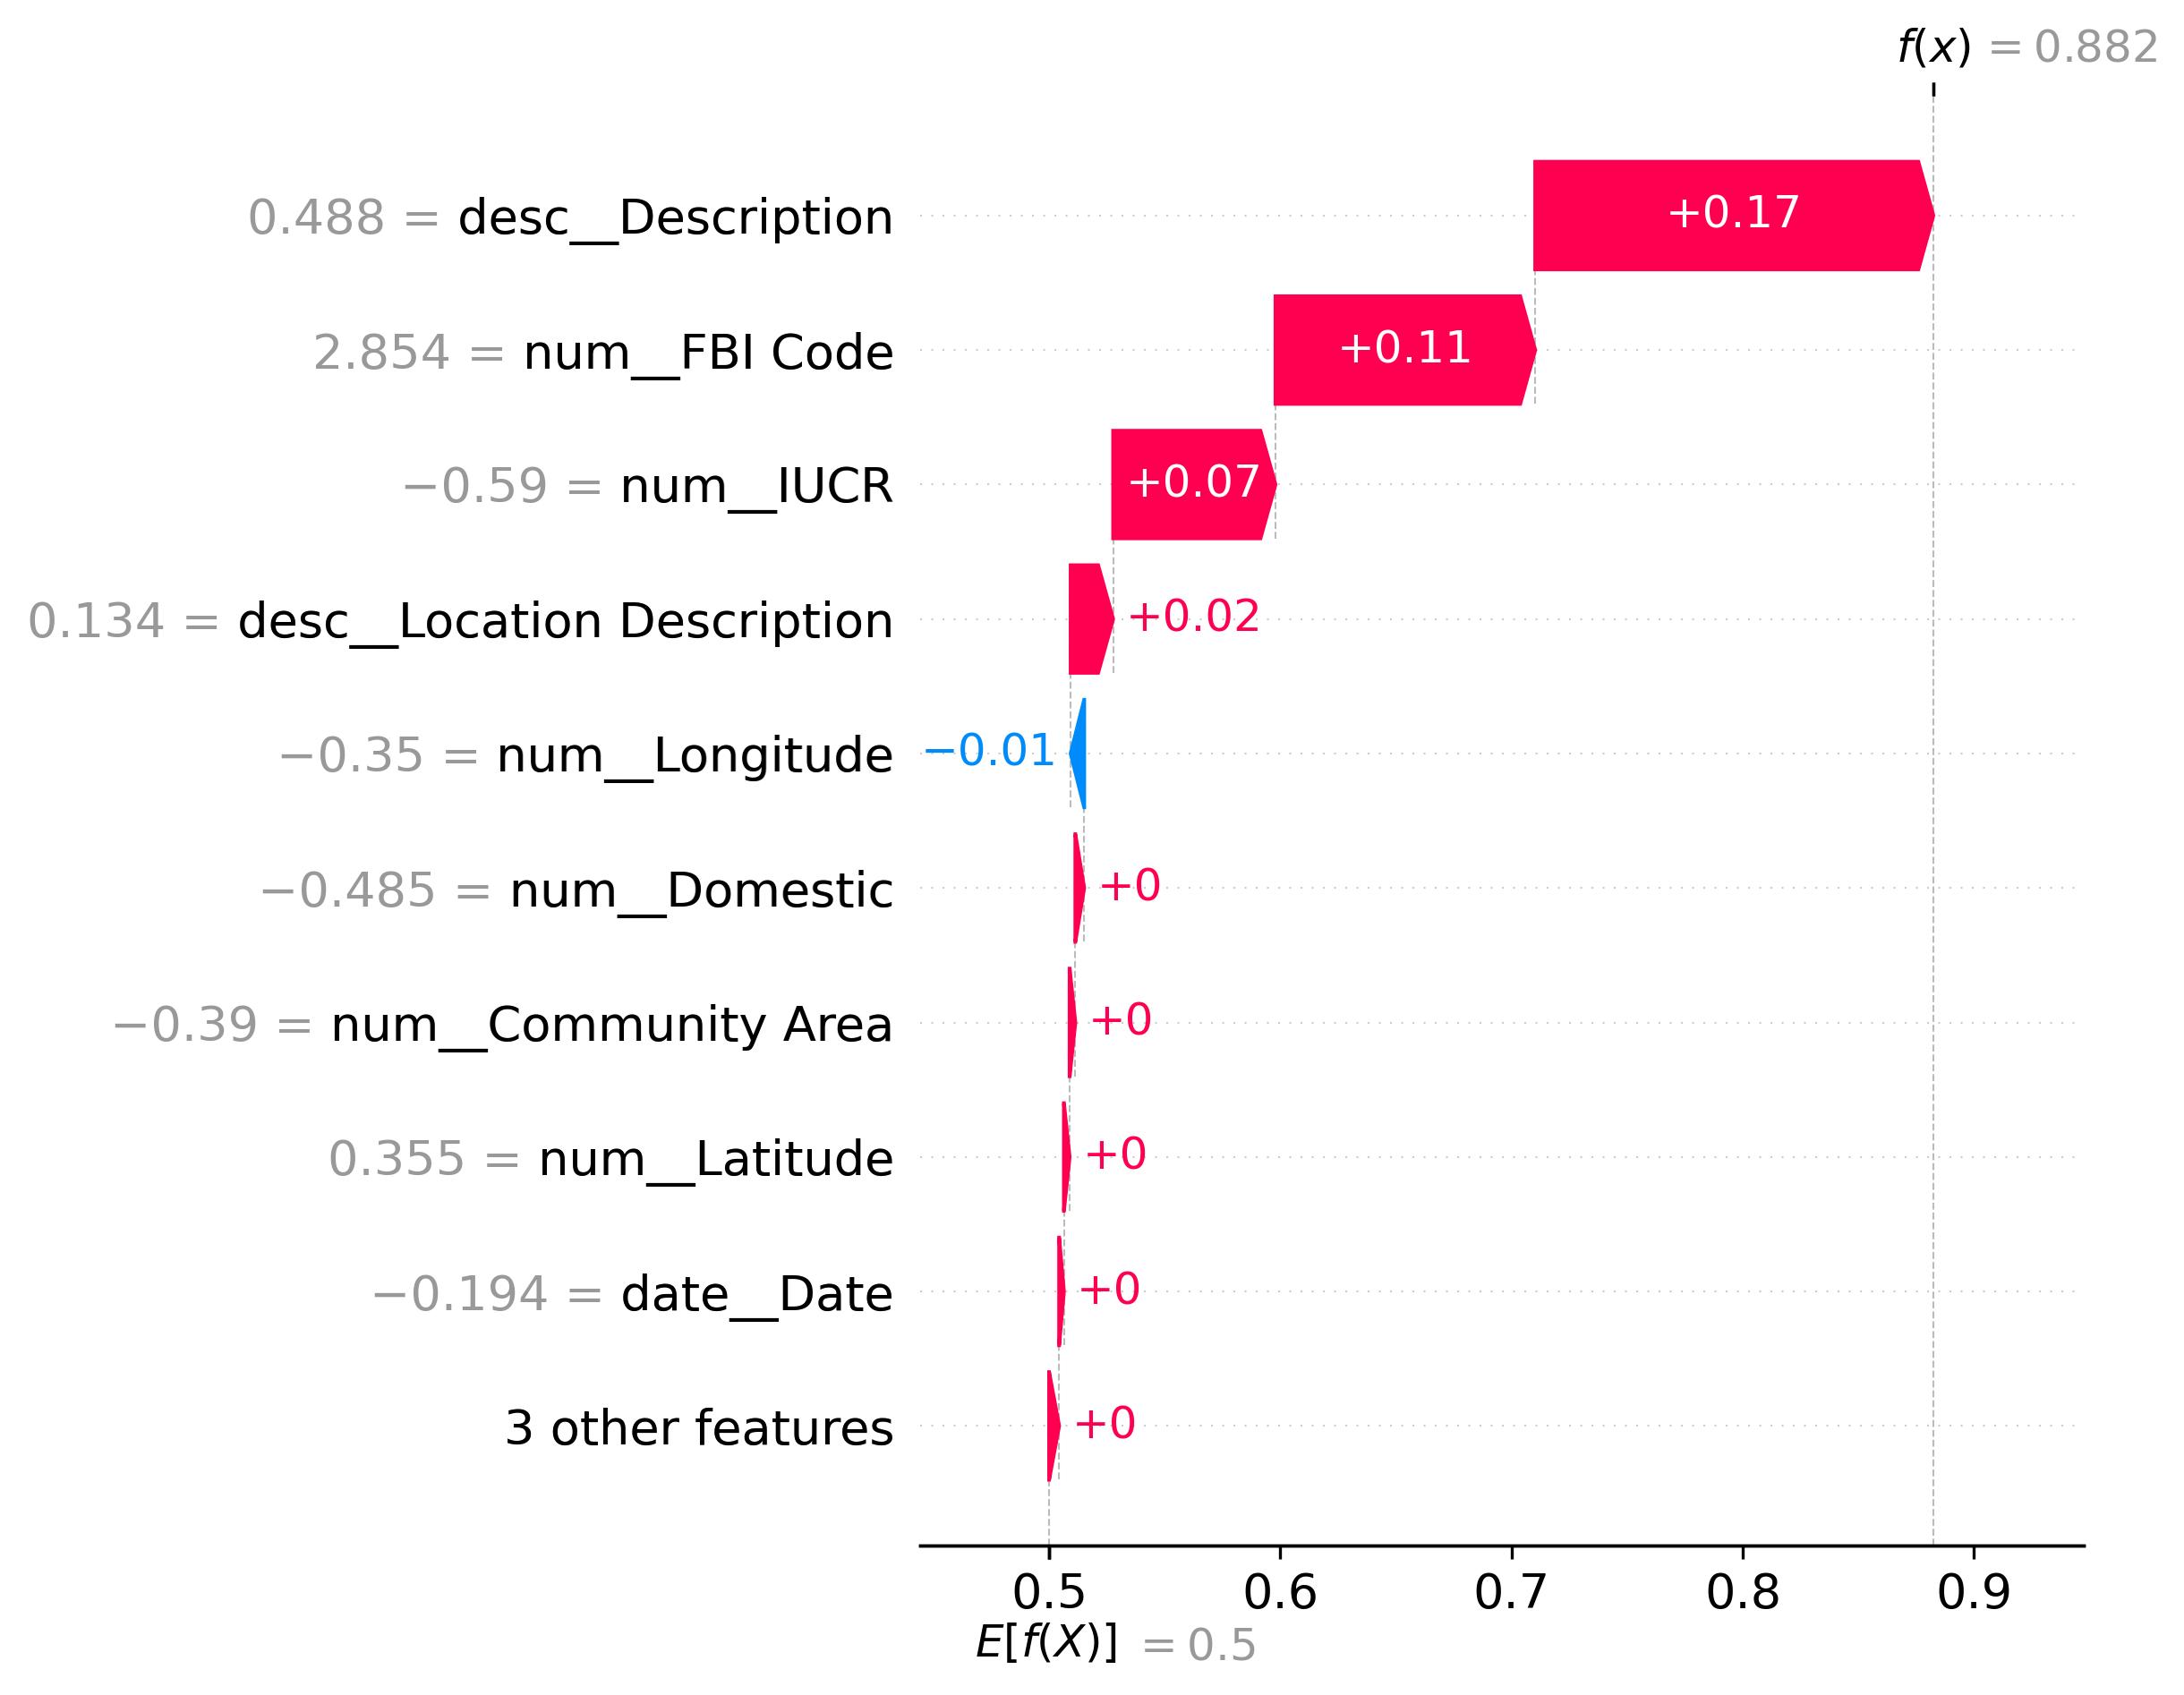 f(x) = 0.882
0.488 = desc__Description
+0.17
2.854 = num__FBI Code
+0.11
−0.59 = num__IUCR
+0.07
0.134 = desc__Location Description
+0.02
−0.35 = num__Longitude
−0.01
−0.485 = num__Domestic
+0
−0.39 = num__Community Area
+0
0.355 = num__Latitude
+0
−0.194 = date__Date
+0
3 other features
+0
0.5 0.6 0.7 0.8 0.9
E[f(X)] = 0.5